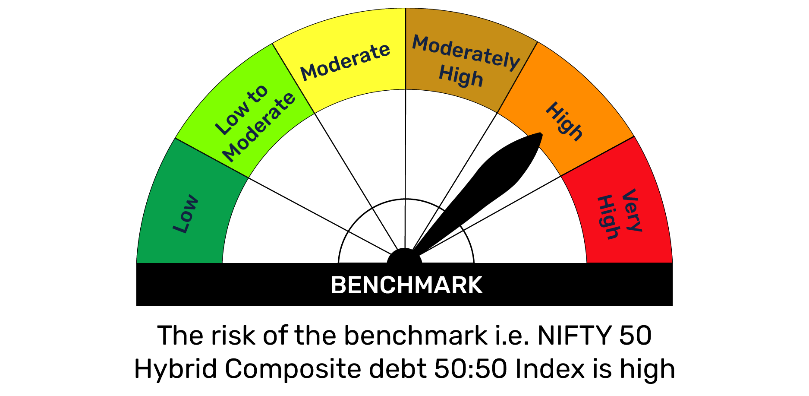 Low
Low to
Moderate
Moderate
Moderately
High
High
Very
High
BENCHMARK
The risk of the benchmark i.e. NIFTY 50
Hybrid Composite debt 50:50 Index is high